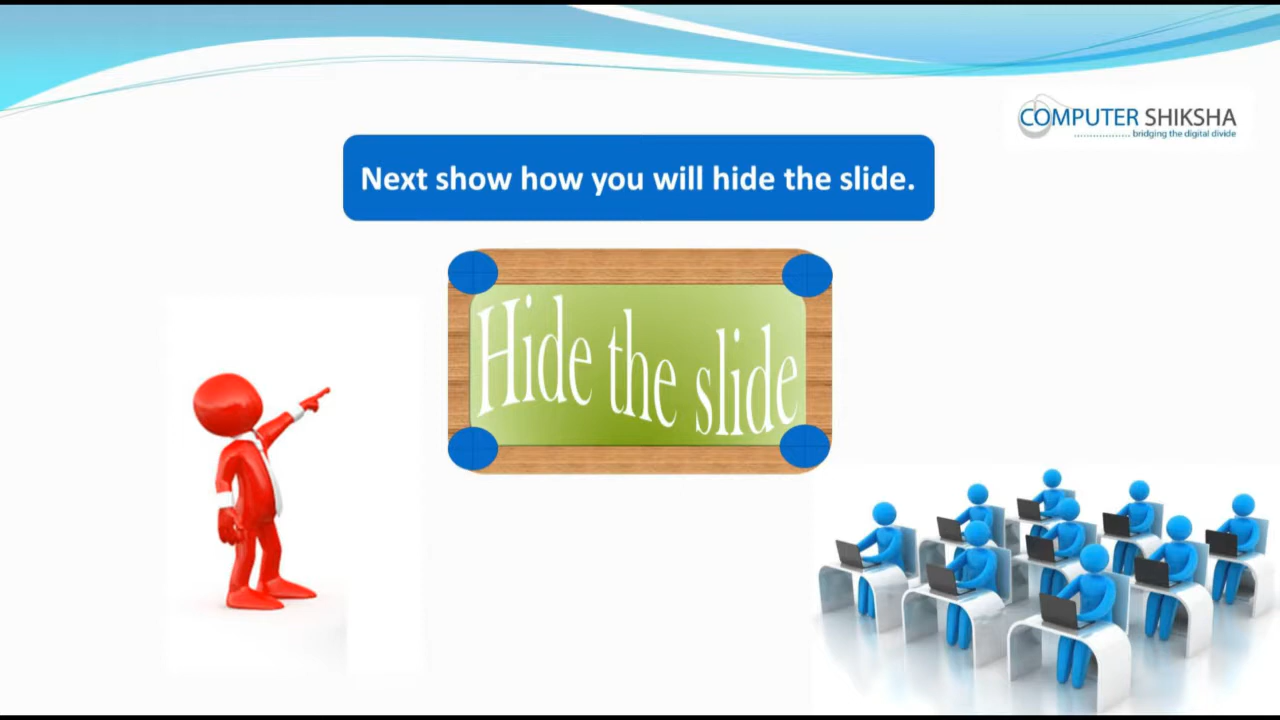 COMPUTER SHIKSHA
.................. bridging the digital divide
Next show how you will hide the slide.
Hide the slide